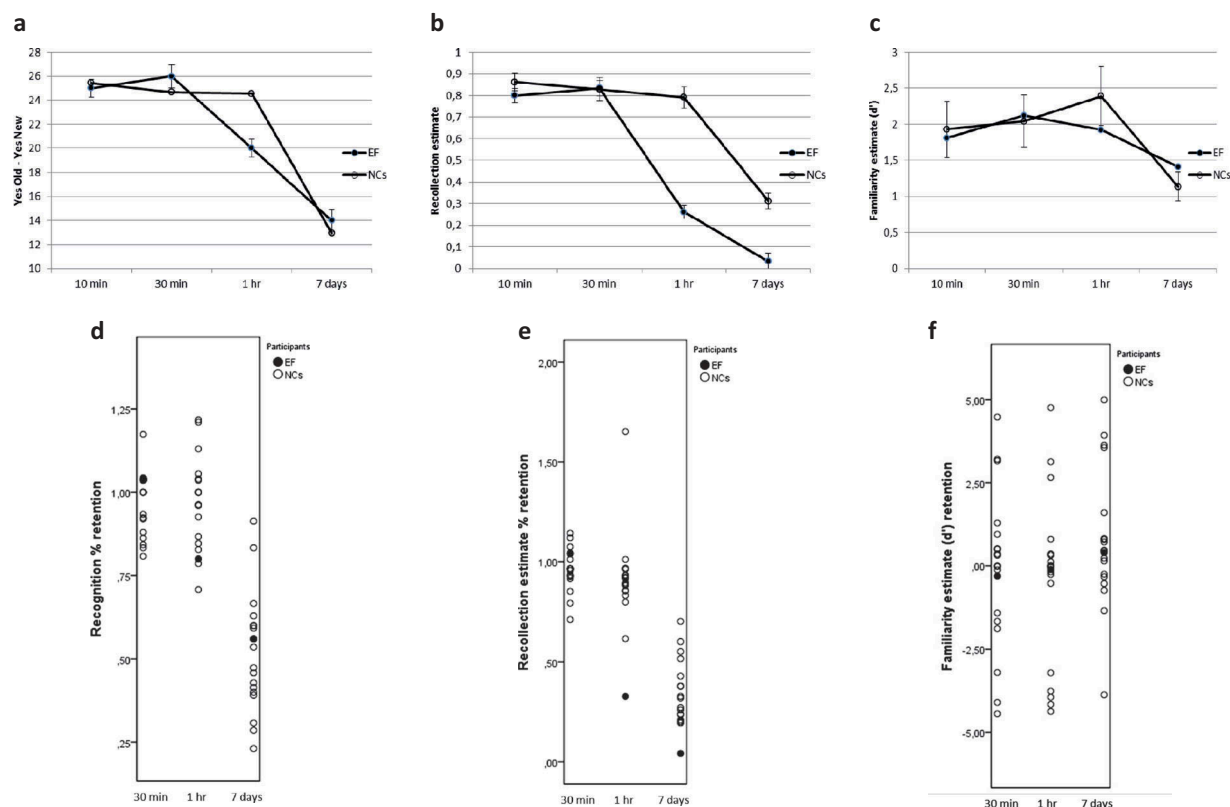 a
28
26
24
22
20
18
16
14
12
10
Yes Old - Yes New
10 min 30 min 1 hr 7 days
EF
NCs
b
1
0,9
0,8
0,7
0,6
0,5
0,4
0,3
0,2
0,1
0
Recollection estimate
10 min 30 min 1 hr 7 days
EF
NCs
c
3
2,5
2
1,5
1
0,5
0
Familiarity estimate (d')
10 min 30 min 1 hr 7 days
EF
NCs
d
Participants
EF
NCs
1,25
1,00
,75
,50
,25
Recognition % retention
30 min 1 hr 7 days
e
Participants
EF
NCs
2,00
1,50
1,00
,50
,00
Recollection estimate % retention
30 min 1 hr 7 days
f
Participants
EF
NCs
5,00
2,50
,00
-2,50
-5,00
Familiarity estimate (d') retention
30 min 1 hr 7 days